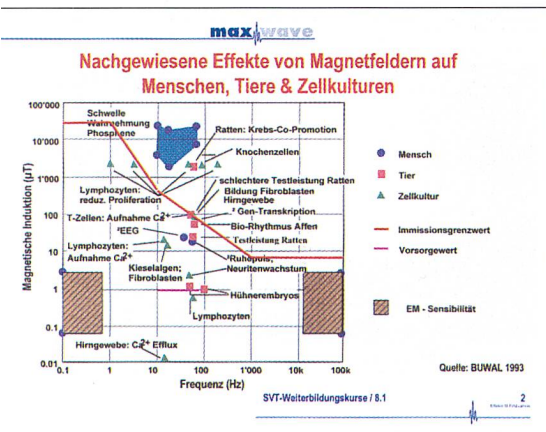 maxwave
Nachgewiesene Effekte von Magnetfeldern auf
Menschen, Tiere & Zellkulturen
Magnetische Induktion (µT)
100'000
10'000
1'000
100
10
1
0.1
0.01
Schwelle
Wahrnehmung
Phosphene
Ratten: Krebs-Co-Promotion
Knochenzellen
Lymphozyten:
reduz. Proliferation
schlechtere Testleistung Ratten
Bildung Fibroblasten
Hirngewebe
T-Zellen: Aufnahme Ca2+
² Gen-Transkription
²EEG
Bio-Rhythmus Affen
Testleistung Ratten
Lymphozyten:
Aufnahme Ca2+
²Ruhepuls;
Neuritenwachstum
Kieselalgen;
Fibroblasten
Hühnerembryos
Lymphozyten
Hirngewebe: Ca2+ Efflux
0.1
1
10
100
1000
10k
100k
Frequenz (Hz)
Mensch
Tier
Zellkultur
Immissionsgrenzwert
Vorsorgewert
EM - Sensibilität
Quelle: BUWAL 1993
SVT-Weiterbildungskurse / 8.1
2